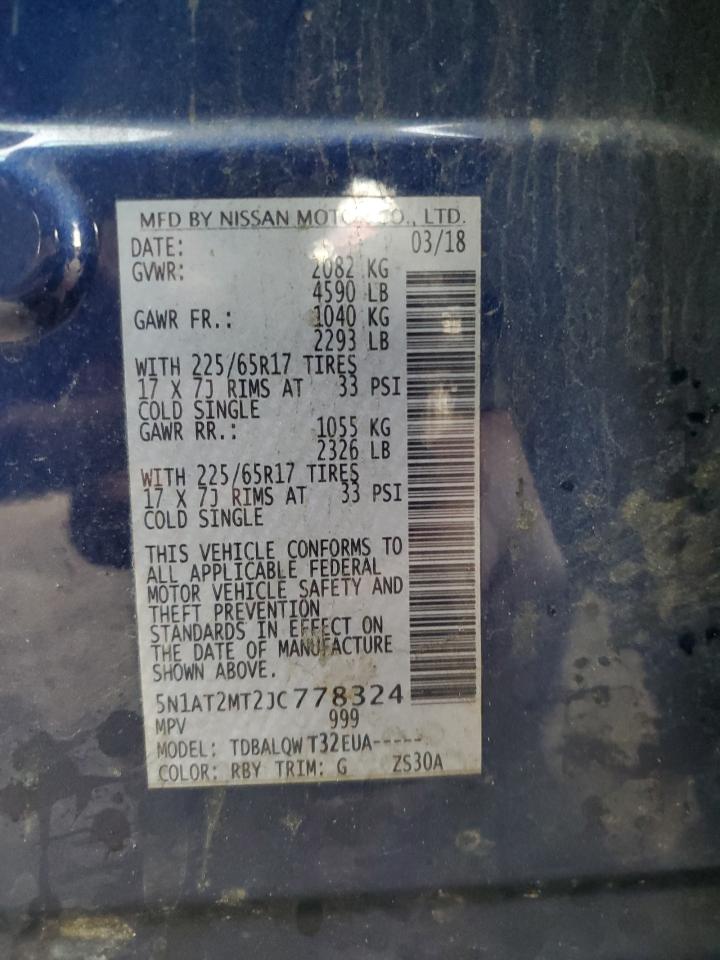 MFD BY NISSAN MOTOR CO., LTD.
DATE: 03/18
GVWR: 2082 KG
4590 LB
GAWR FR.: 1040 KG
2293 LB
WITH 225/65R17 TIRES
17 X 7J RIMS AT 33 PSI
COLD SINGLE
GAWR RR.: 1055 KG
2326 LB
WITH 225/65R17 TIRES
17 X 7J RIMS AT 33 PSI
COLD SINGLE
THIS VEHICLE CONFORMS TO
ALL APPLICABLE FEDERAL
MOTOR VEHICLE SAFETY AND
THEFT PREVENTION
STANDARDS IN EFFECT ON
THE DATE OF MANUFACTURE
SHOWN ABOVE.
5N1AT2MT2JC778324
MPV 999
MODEL: TDBALQWT32EUA-----
COLOR: RBY TRIM: G ZS30A